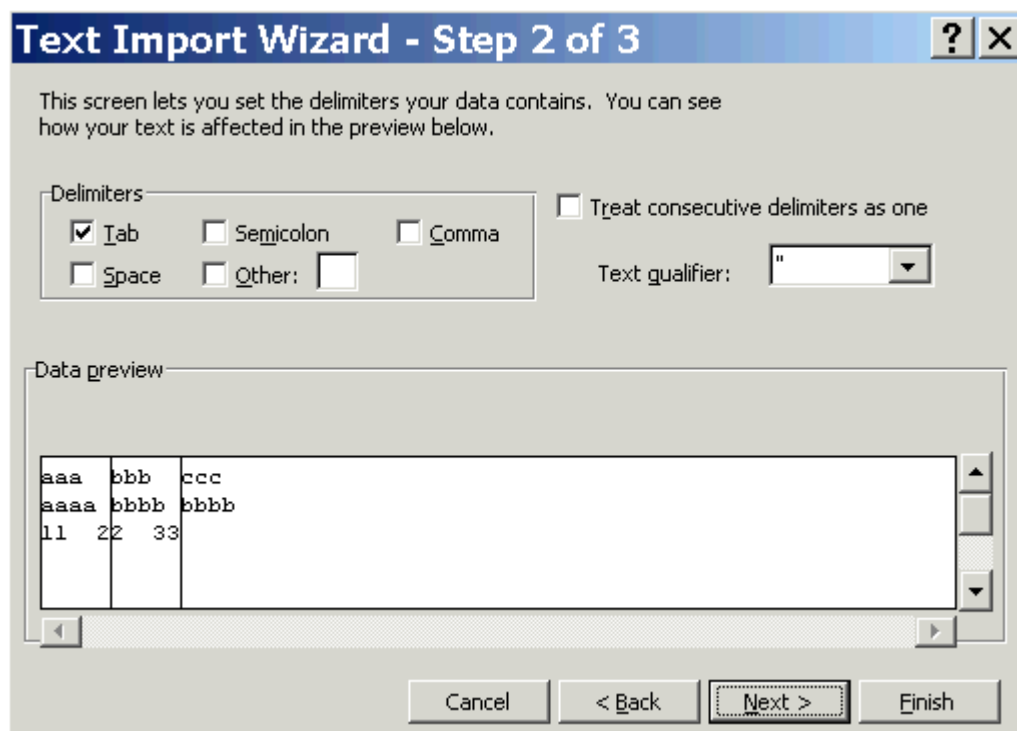 Text Import Wizard - Step 2 of 3
This screen lets you set the delimiters your data contains.  You can see
how your text is affected in the preview below.
Delimiters
Tab Semicolon Comma
Space Other:
Treat consecutive delimiters as one
Text qualifier: "
Data preview
aaa bbb ccc
aaaa bbbb bbbb
11 22 33
Cancel < Back Next > Finish